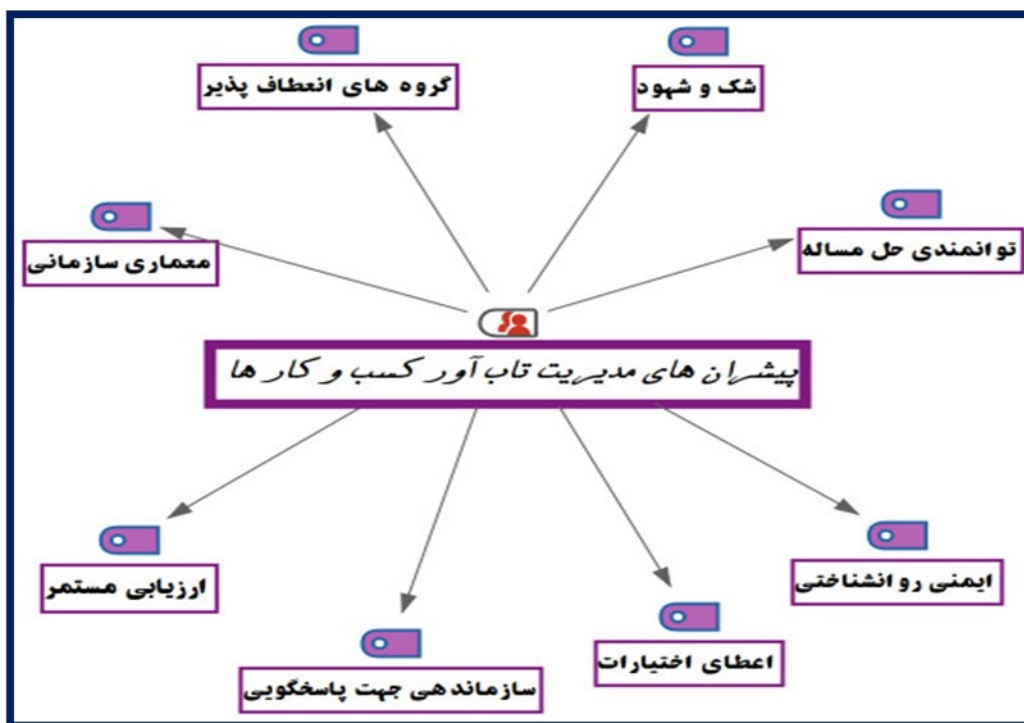 شک و شهود
گروه های انعطاف پذیر
توانمندی حل مساله
معماری سازمانی
پیشران های مدیریت تاب آور کسب و کار ها
ایمنی روانشناختی
ارزیابی مستمر
اعطای اختیارات
سازماندهی جهت پاسخگویی